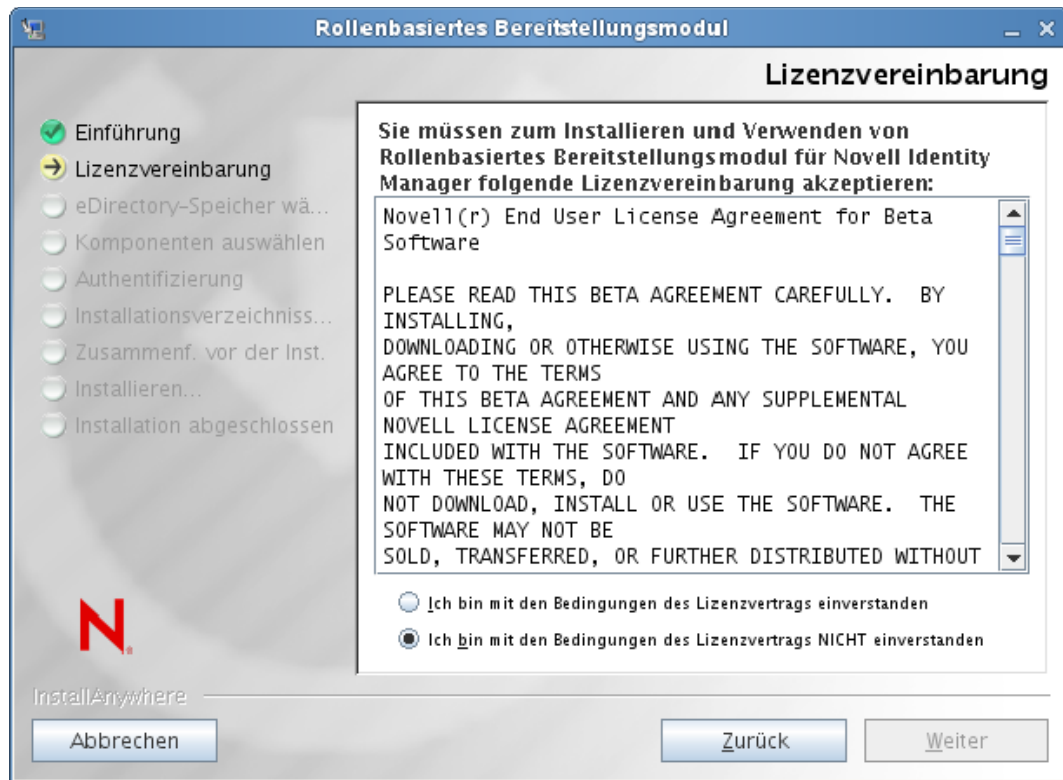 Rollenbasiertes Bereitstellungsmodul
Lizenzvereinbarung
Einführung
Lizenzvereinbarung
eDirectory-Speicher wä...
Komponenten auswählen
Authentifizierung
Installationsverzeichniss...
Zusammenf. vor der Inst.
Installieren...
Installation abgeschlossen
Sie müssen zum Installieren und Verwenden von
Rollenbasiertes Bereitstellungsmodul für Novell Identity
Manager folgende Lizenzvereinbarung akzeptieren:
Novell(r) End User License Agreement for Beta
Software
PLEASE READ THIS BETA AGREEMENT CAREFULLY.  BY
INSTALLING,
DOWNLOADING OR OTHERWISE USING THE SOFTWARE, YOU
AGREE TO THE TERMS
OF THIS BETA AGREEMENT AND ANY SUPPLEMENTAL
NOVELL LICENSE AGREEMENT
INCLUDED WITH THE SOFTWARE.  IF YOU DO NOT AGREE
WITH THESE TERMS, DO
NOT DOWNLOAD, INSTALL OR USE THE SOFTWARE.  THE
SOFTWARE MAY NOT BE
SOLD, TRANSFERRED, OR FURTHER DISTRIBUTED WITHOUT
Ich bin mit den Bedingungen des Lizenzvertrags einverstanden
Ich bin mit den Bedingungen des Lizenzvertrags NICHT einverstanden
N
InstallAnywhere
Abbrechen
Zurück
Weiter